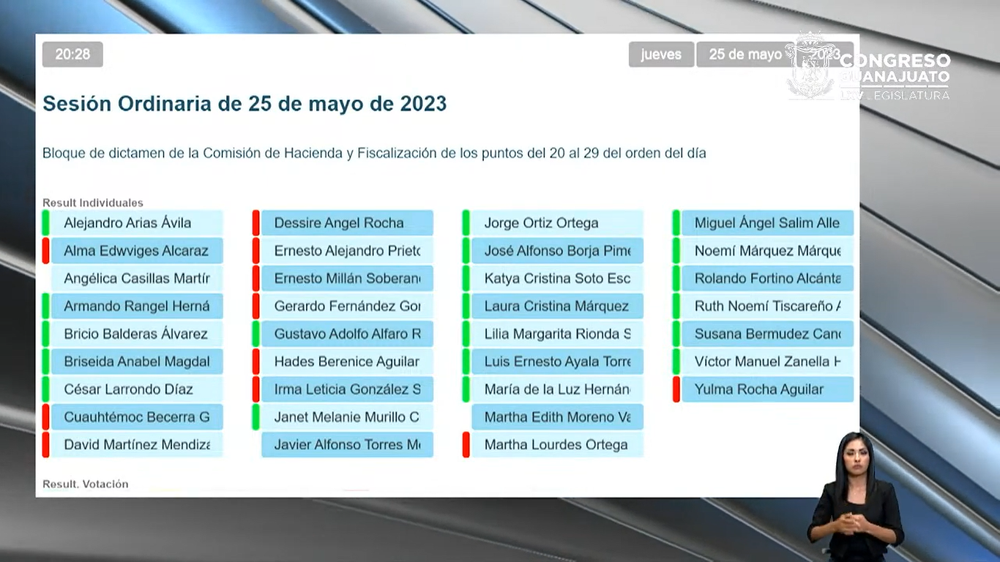 20:28
jueves 25 de mayo 2023
CONGRESO
GUANAJUATO
LXV LEGISLATURA
Sesión Ordinaria de 25 de mayo de 2023
Bloque de dictamen de la Comisión de Hacienda y Fiscalización de los puntos del 20 al 29 del orden del día
Result Individuales
Alejandro Arias Ávila
Alma Edwviges Alcaraz
Angélica Casillas Martír
Armando Rangel Herná
Bricio Balderas Álvarez
Briseida Anabel Magdal
César Larrondo Díaz
Cuauhtémoc Becerra G
David Martínez Mendiza
Dessire Angel Rocha
Ernesto Alejandro Prieto
Ernesto Millán Soberan
Gerardo Fernández Gor
Gustavo Adolfo Alfaro R
Hades Berenice Aguilar
Irma Leticia González S
Janet Melanie Murillo C
Javier Alfonso Torres Me
Jorge Ortiz Ortega
José Alfonso Borja Pime
Katya Cristina Soto Esc
Laura Cristina Márquez
Lilia Margarita Rionda S
Luis Ernesto Ayala Torre
María de la Luz Hernán
Martha Edith Moreno Va
Martha Lourdes Ortega
Miguel Ángel Salim Alle
Noemí Márquez Márque
Rolando Fortino Alcánta
Ruth Noemí Tiscareño A
Susana Bermudez Canc
Víctor Manuel Zanella H
Yulma Rocha Aguilar
Result. Votación